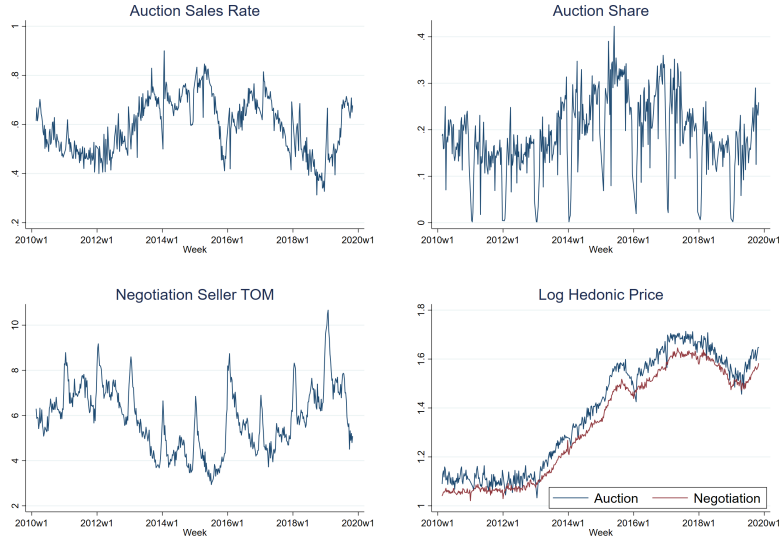 Auction Sales Rate
1
.8
.6
.4
.2
2010w1 2012w1 2014w1 2016w1 2018w1 2020w1
Week
Auction Share
.4
.3
.2
.1
0
2010w1 2012w1 2014w1 2016w1 2018w1 2020w1
Week
Negotiation Seller TOM
10
8
6
4
2
2010w1 2012w1 2014w1 2016w1 2018w1 2020w1
Week
Log Hedonic Price
1.8
1.6
1.4
1.2
1
Auction Negotiation
2010w1 2012w1 2014w1 2016w1 2018w1 2020w1
Week